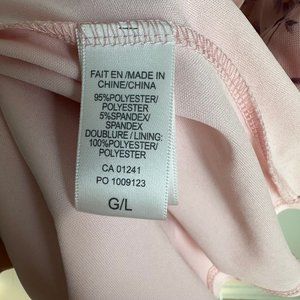 FAIT EN /MADE IN
CHINE/CHINA
95%POLYESTER/
POLYESTER
5%SPANDEX/
SPANDEX
DOUBLURE / LINING:
100%POLYESTER/
POLYESTER
CA 01241
PO 1009123
G/L